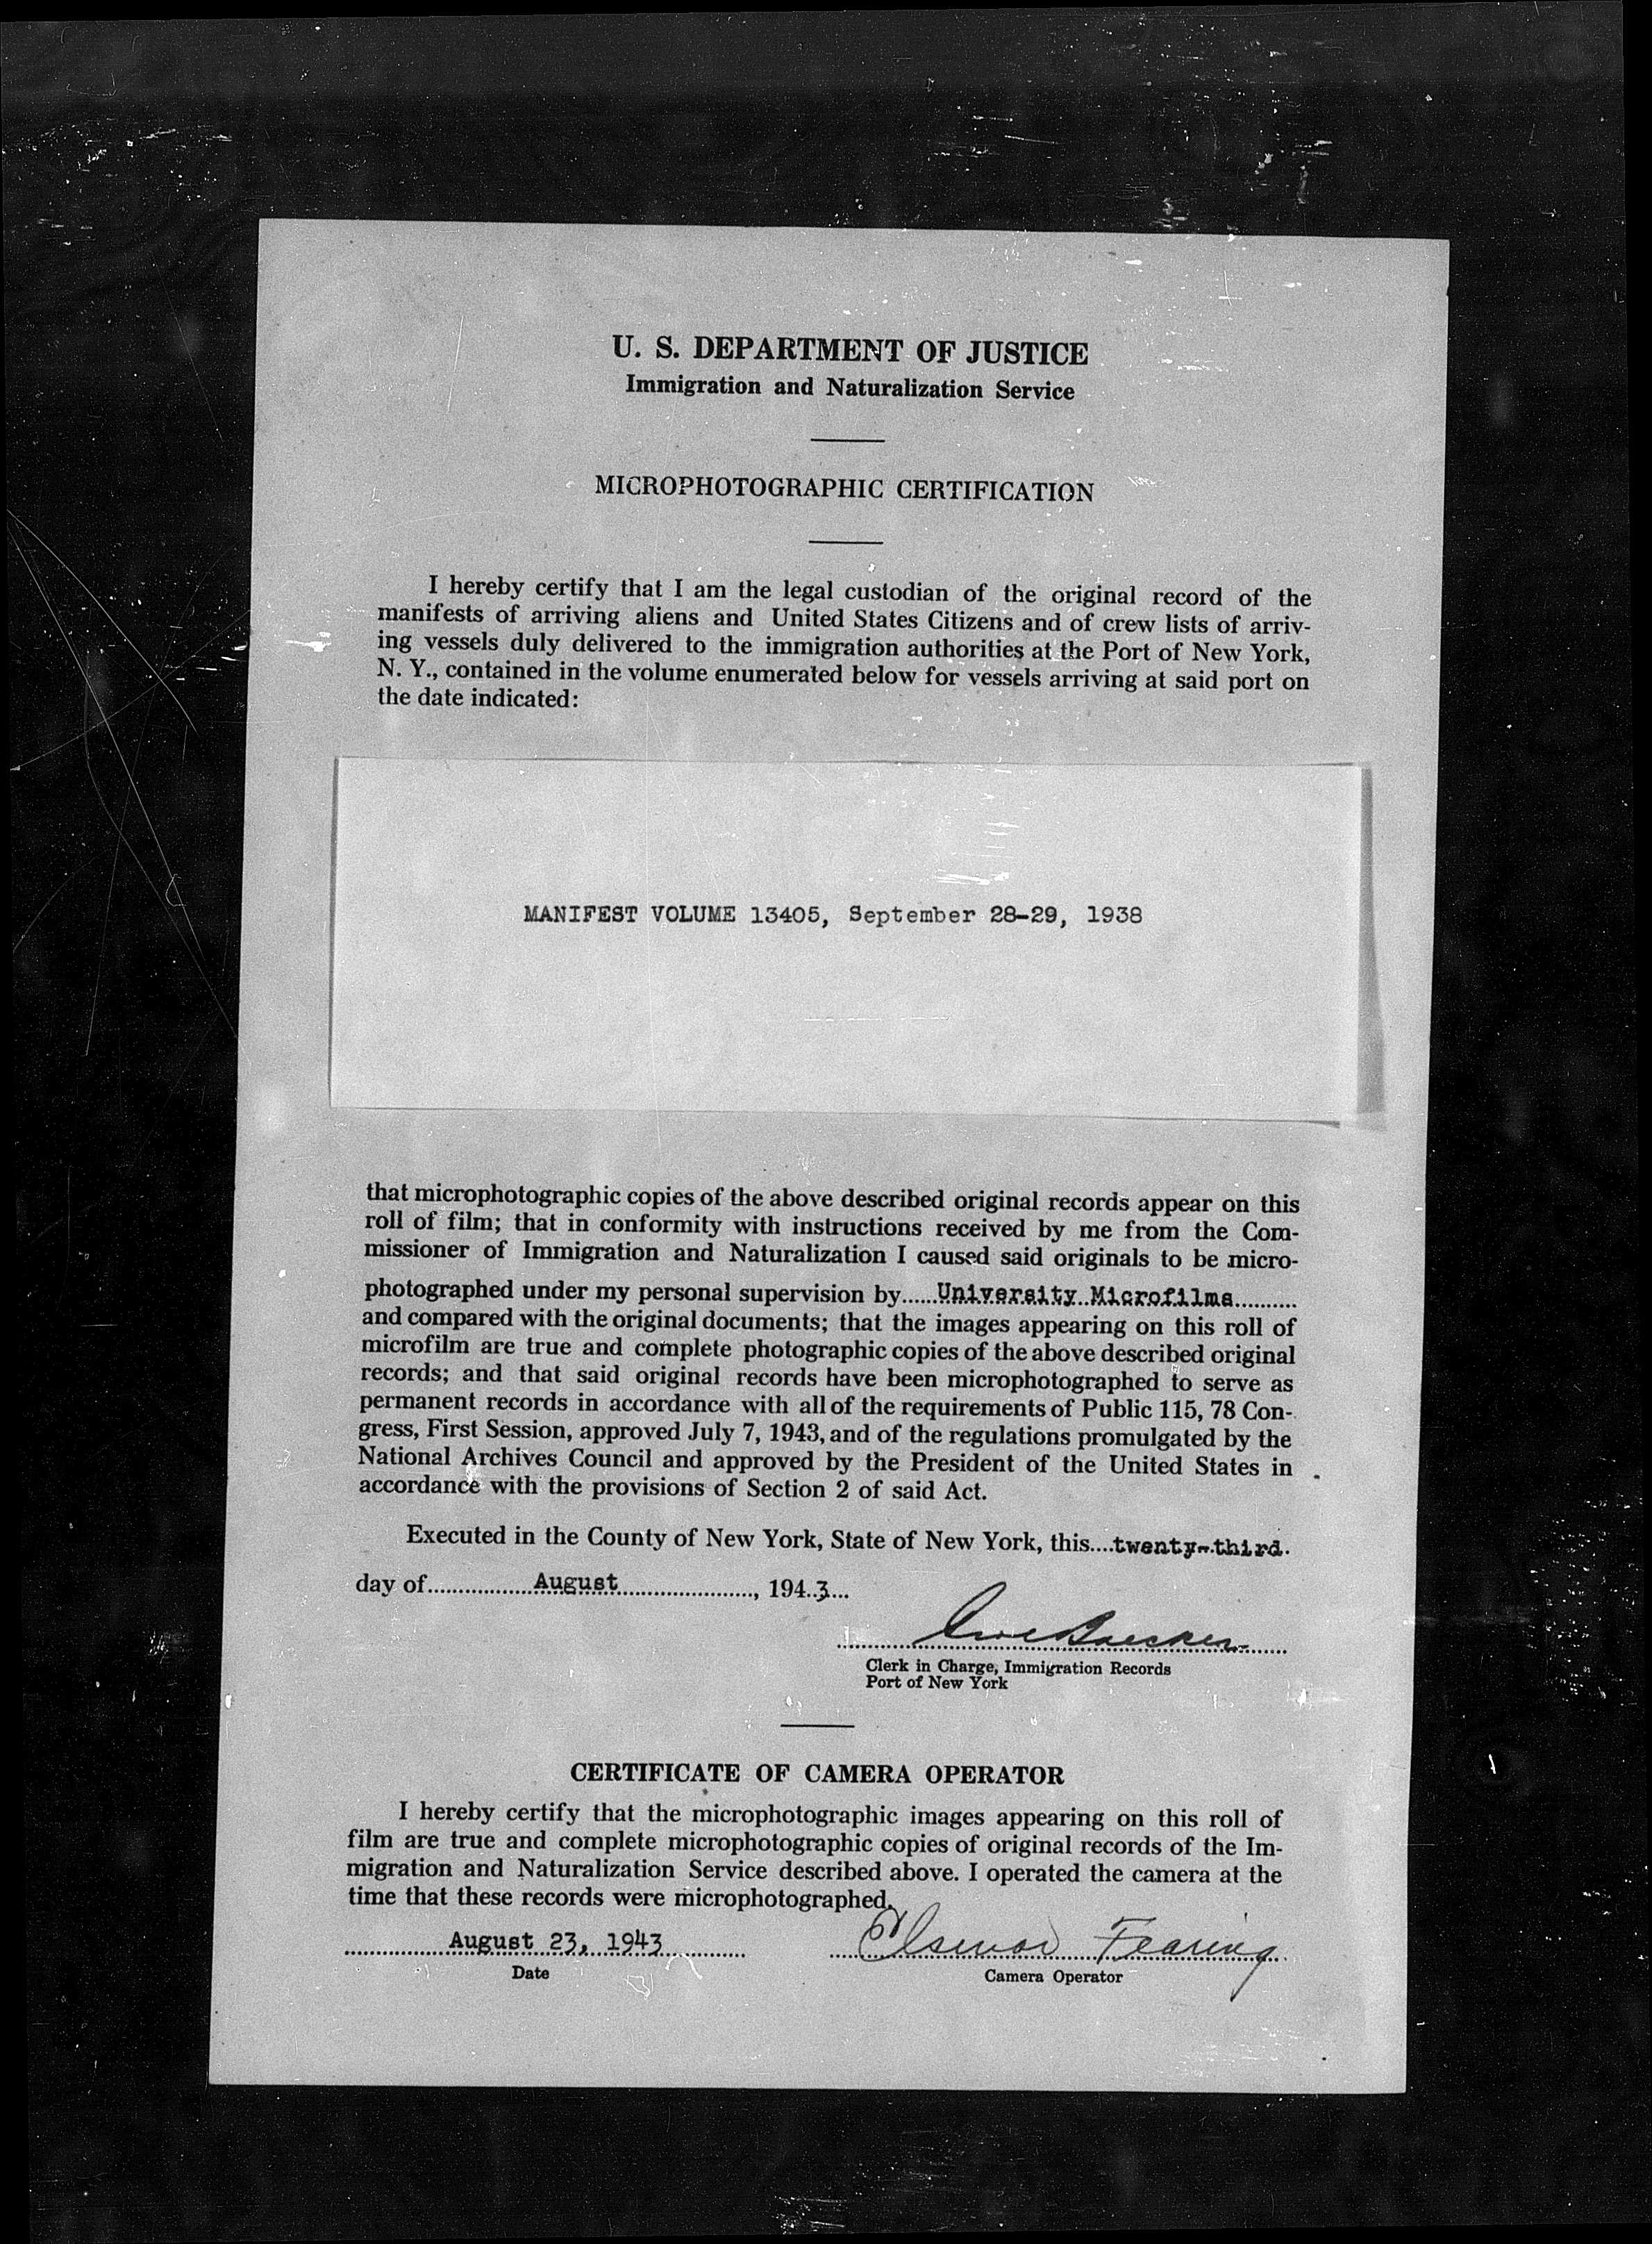 U. S. DEPARTMENT OF JUSTICE
Immigration and Naturalization Service
MICROPHOTOGRAPHIC CERTIFICATION
I hereby certify that I am the legal custodian of the original record of the
manifests of arriving aliens and United States Citizens and of crew lists of arriv-
ing vessels duly delivered to the immigration authorities at the Port of New York,
N. Y., contained in the volume enumerated below for vessels arriving at said port on
the date indicated:
MANIFEST VOLUME 13405, September 28-29, 1938
that microphotographic copies of the above described original records appear on this
roll of film; that in conformity with instructions received by me from the Com-
missioner of Immigration and Naturalization I caused said originals to be micro-
photographed under my personal supervision by......University Microfilms..........
and compared with the original documents; that the images appearing on this roll of
microfilm are true and complete photographic copies of the above described original
records; and that said original records have been microphotographed to serve as
permanent records in accordance with all of the requirements of Public 115, 78 Con-
gress, First Session, approved July 7, 1943, and of the regulations promulgated by the
National Archives Council and approved by the President of the United States in
accordance with the provisions of Section 2 of said Act.
Executed in the County of New York, State of New York, this....twenty-third.
day of................August...................., 194..3...
Clerk in Charge, Immigration Records
Port of New York
CERTIFICATE OF CAMERA OPERATOR
I hereby certify that the microphotographic images appearing on this roll of
film are true and complete microphotographic copies of original records of the Im-
migration and Naturalization Service described above. I operated the camera at the
time that these records were microphotographed.
August 23, 1943 Fearing
Date Camera Operator